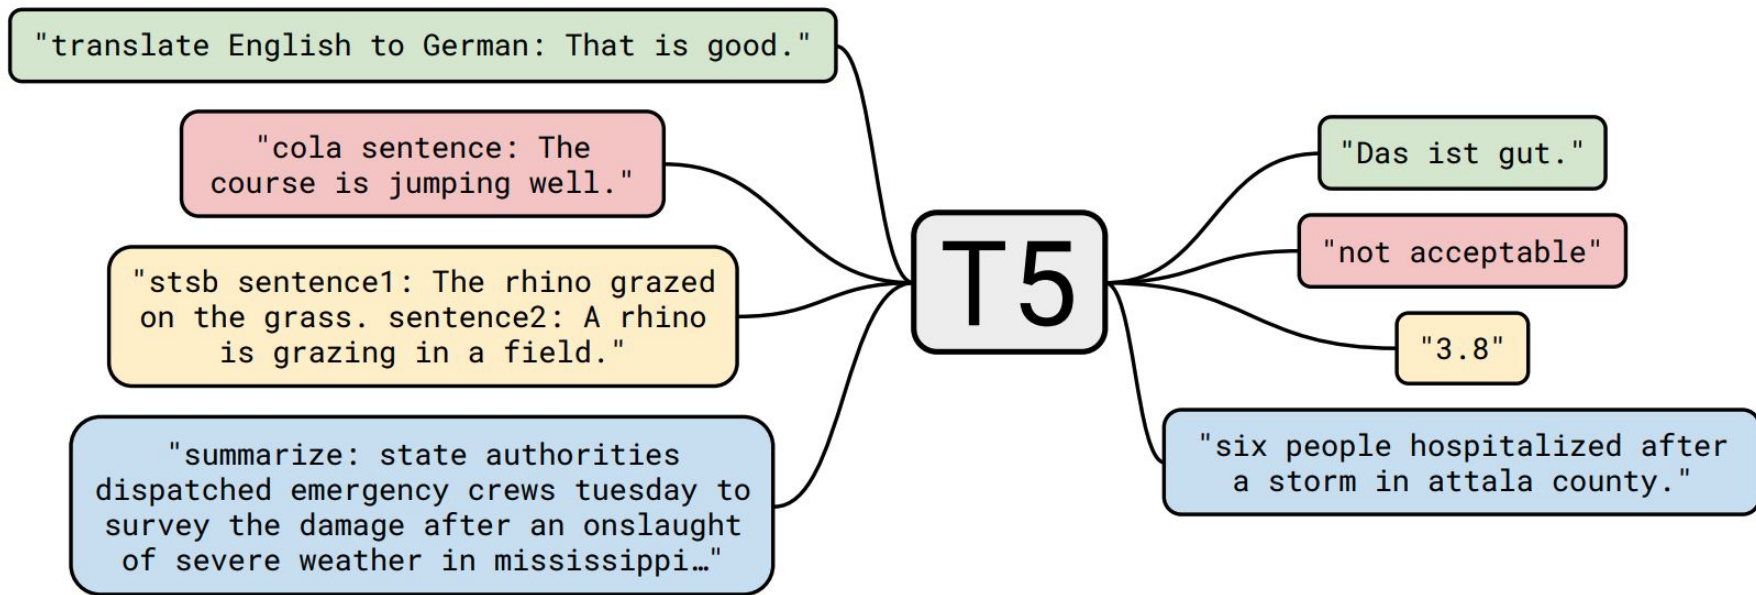 "translate English to German: That is good."
"cola sentence: The
course is jumping well."
"stsb sentence1: The rhino grazed
on the grass. sentence2: A rhino
is grazing in a field."
"summarize: state authorities
dispatched emergency crews tuesday to
survey the damage after an onslaught
of severe weather in mississippi…"
T5
"Das ist gut."
"not acceptable"
"3.8"
"six people hospitalized after
a storm in attala county."